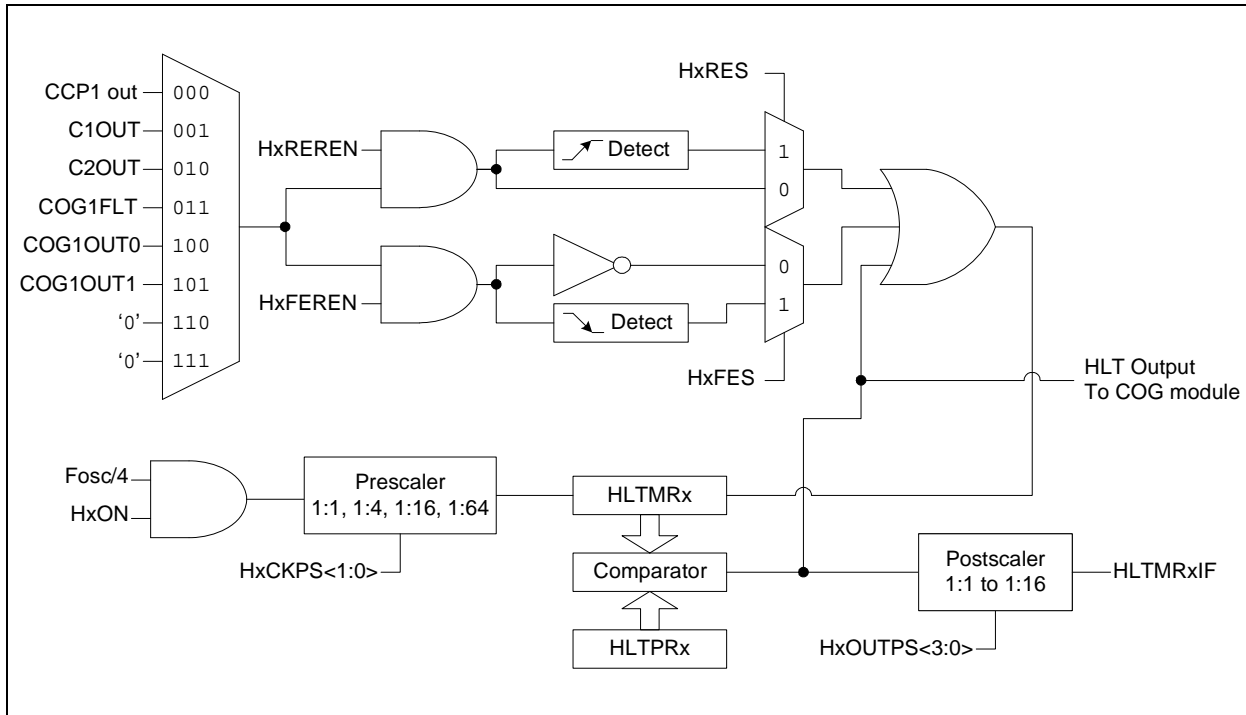 CCP1 out
000
C1OUT
001
C2OUT
010
COG1FLT
011
COG1OUT0
100
COG1OUT1
101
‘0’
110
‘0’
111
HxREREN
HxFEREN
Detect
Detect
HxRES
1
0
0
1
HxFES
HLT Output
To COG module
Fosc/4
HxON
Prescaler
1:1, 1:4, 1:16, 1:64
HxCKPS<1:0>
HLTMRx
Comparator
HLTPRx
Postscaler
1:1 to 1:16
HLTMRxIF
HxOUTPS<3:0>